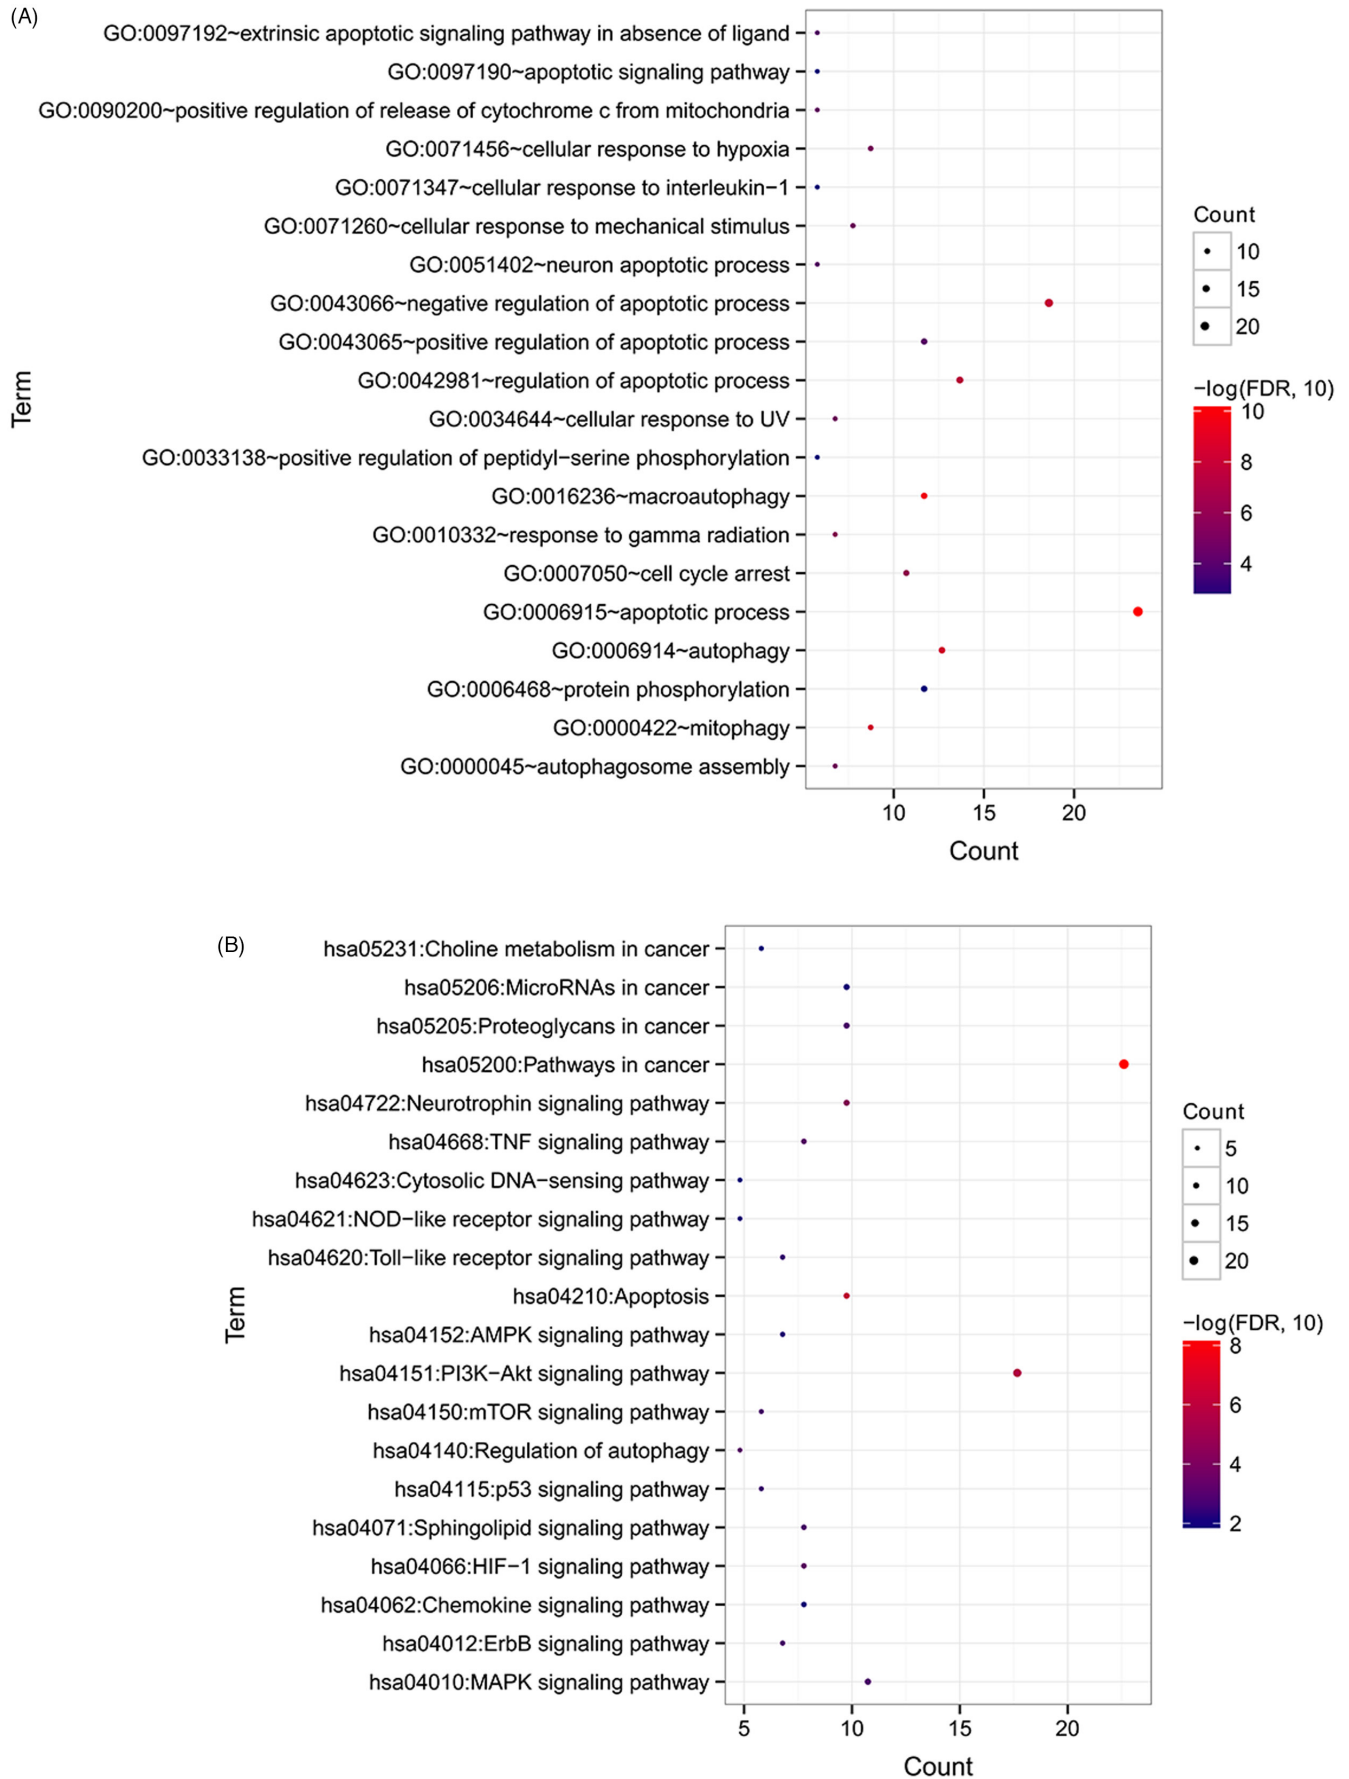 (A)
GO:0097192~extrinsic apoptotic signaling pathway in absence of ligand
GO:0097190~apoptotic signaling pathway
GO:0090200~positive regulation of release of cytochrome c from mitochondria
GO:0071456~cellular response to hypoxia
GO:0071347~cellular response to interleukin−1
GO:0071260~cellular response to mechanical stimulus
GO:0051402~neuron apoptotic process
GO:0043066~negative regulation of apoptotic process
GO:0043065~positive regulation of apoptotic process
GO:0042981~regulation of apoptotic process
GO:0034644~cellular response to UV
GO:0033138~positive regulation of peptidyl−serine phosphorylation
GO:0016236~macroautophagy
GO:0010332~response to gamma radiation
GO:0007050~cell cycle arrest
GO:0006915~apoptotic process
GO:0006914~autophagy
GO:0006468~protein phosphorylation
GO:0000422~mitophagy
GO:0000045~autophagosome assembly
Term
10 15 20
Count
Count
10
15
20
−log(FDR, 10)
10
8
6
4
(B)
hsa05231:Choline metabolism in cancer
hsa05206:MicroRNAs in cancer
hsa05205:Proteoglycans in cancer
hsa05200:Pathways in cancer
hsa04722:Neurotrophin signaling pathway
hsa04668:TNF signaling pathway
hsa04623:Cytosolic DNA−sensing pathway
hsa04621:NOD−like receptor signaling pathway
hsa04620:Toll−like receptor signaling pathway
hsa04210:Apoptosis
hsa04152:AMPK signaling pathway
hsa04151:PI3K−Akt signaling pathway
hsa04150:mTOR signaling pathway
hsa04140:Regulation of autophagy
hsa04115:p53 signaling pathway
hsa04071:Sphingolipid signaling pathway
hsa04066:HIF−1 signaling pathway
hsa04062:Chemokine signaling pathway
hsa04012:ErbB signaling pathway
hsa04010:MAPK signaling pathway
Term
5 10 15 20
Count
Count
5
10
15
20
−log(FDR, 10)
8
6
4
2